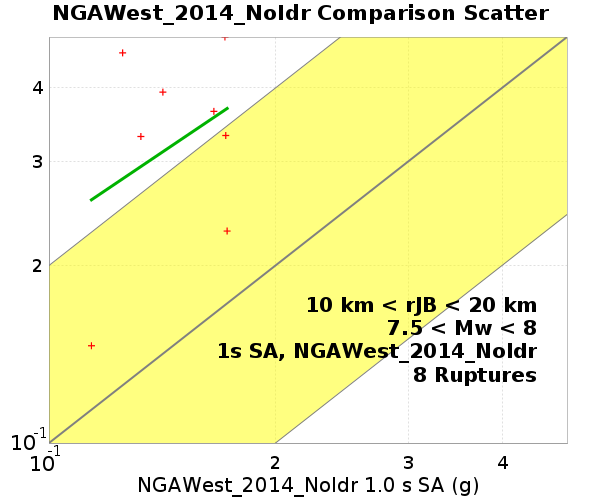 NGAWest_2014_NoIdr Comparison Scatter
4
3
2
10-1
10 km < rJB < 20 km
7.5 < Mw < 8
1s SA, NGAWest_2014_NoIdr
8 Ruptures
10-1
2
3
4
NGAWest_2014_NoIdr 1.0 s SA (g)